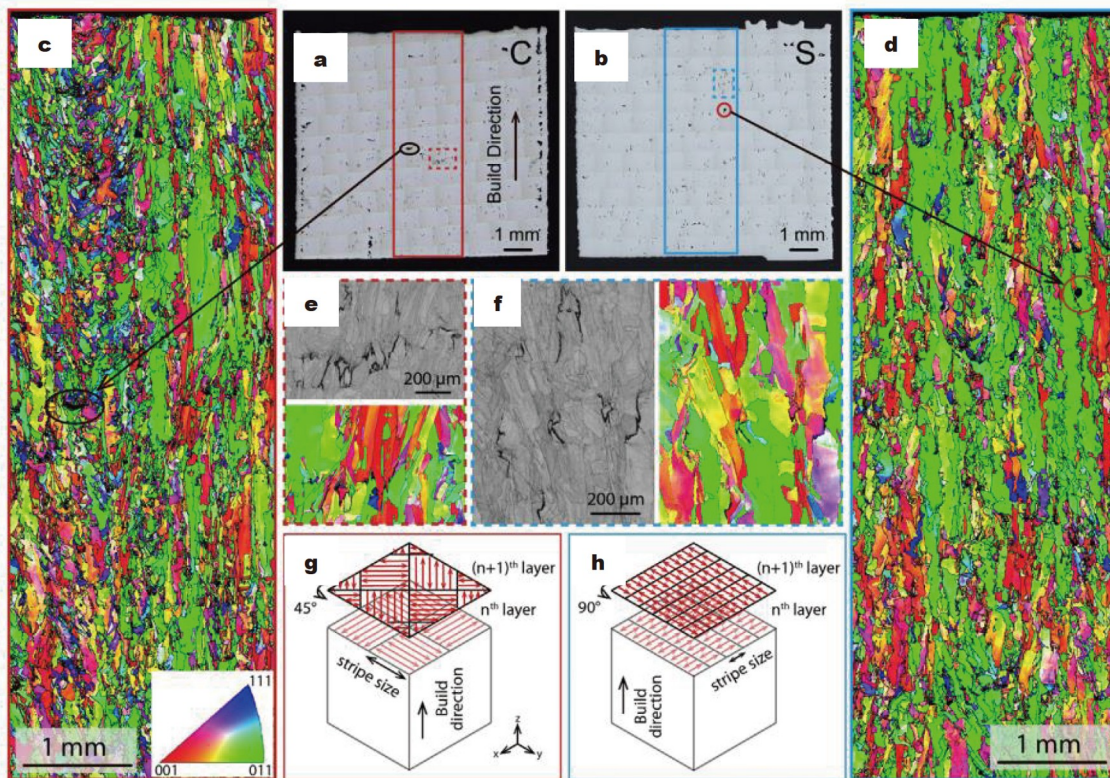 c
a
C
Build Direction
1 mm
b
S
1 mm
d
e
200 µm
f
200 µm
1 mm
111
001
011
g
(n+1)th layer
45°
nth layer
stripe size
Build
direction
z
x
y
h
(n+1)th layer
90°
nth layer
stripe size
Build
direction
1 mm